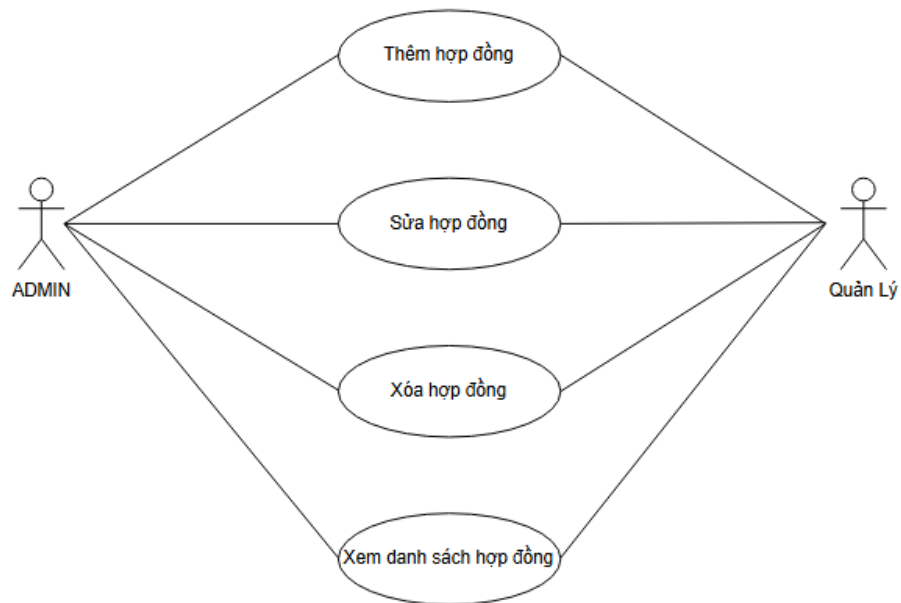 Thêm hợp đồng
Sửa hợp đồng
ADMIN
Quản Lý
Xóa hợp đồng
Xem danh sách hợp đồng